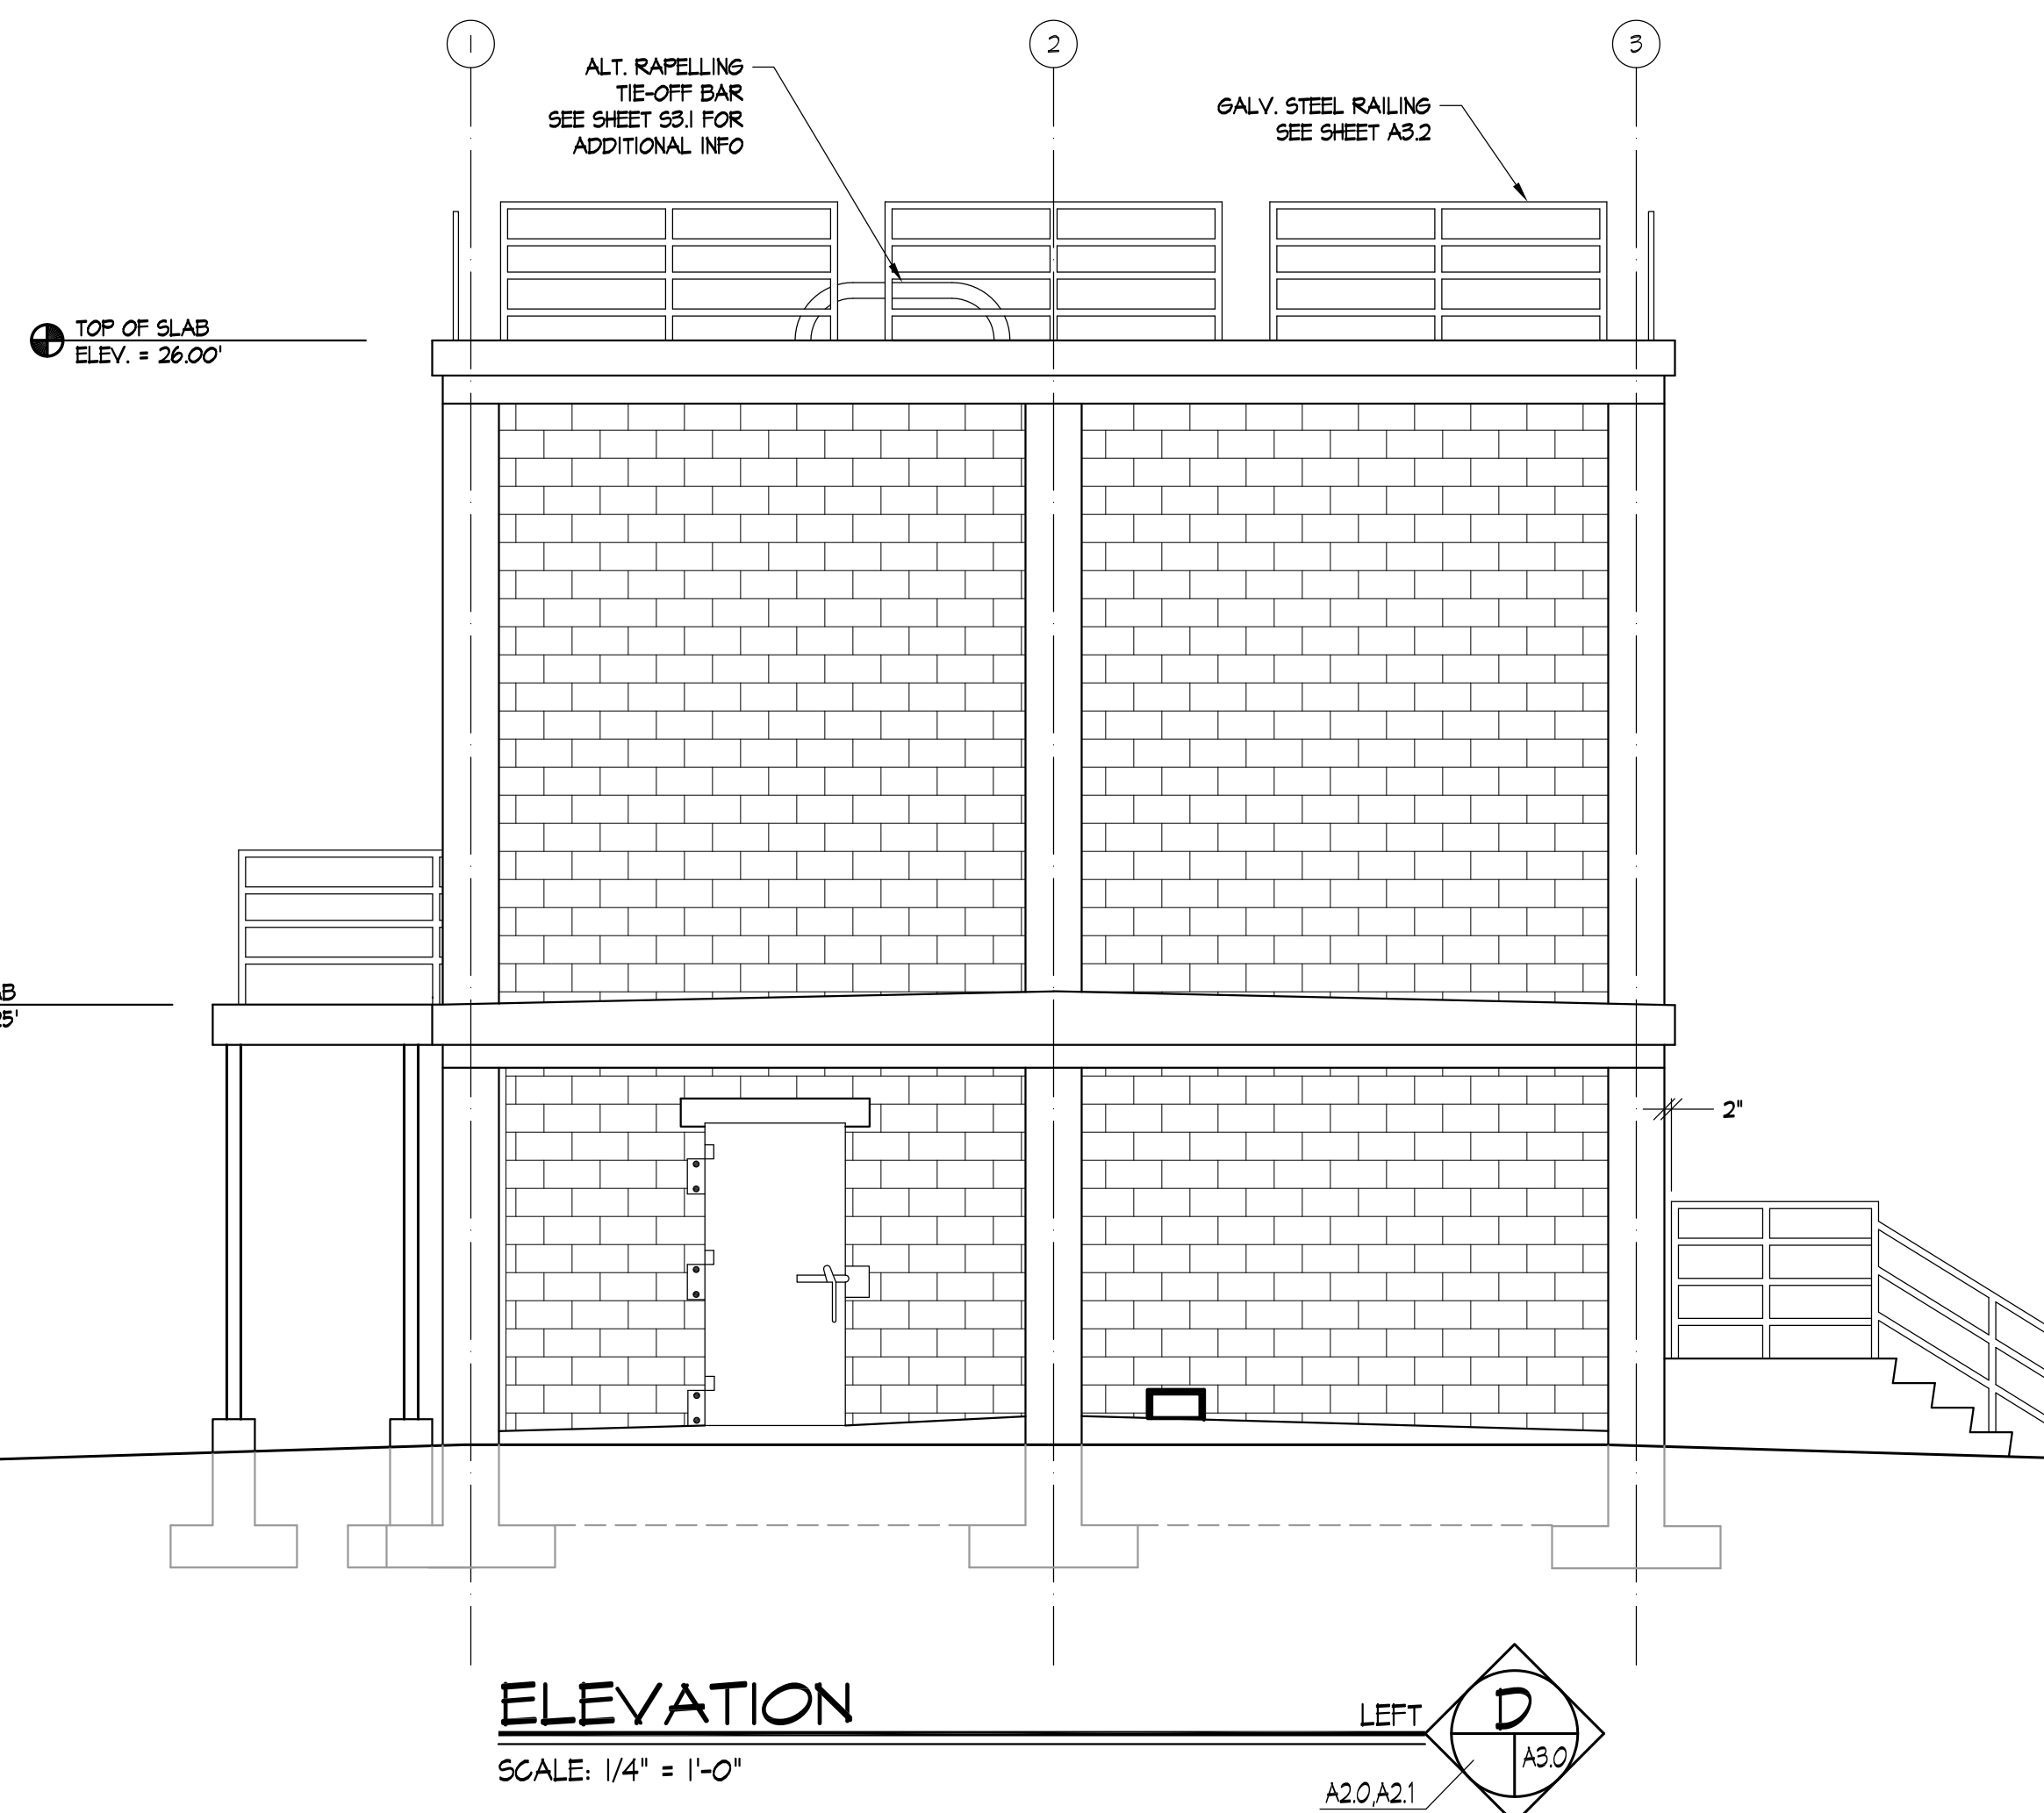 1
2
3
ALT. RAPELLING
TIE-OFF BAR
SEE SHEET S3.1 FOR
ADDITIONAL INFO
GALV. STEEL RAILING
SEE SHEET A3.2
TOP OF SLAB
ELEV. = 26.00'
2"
ELEVATION
LEFT
D
A3.0
SCALE: 1/4" = 1'-0"
A2.0,A2.1